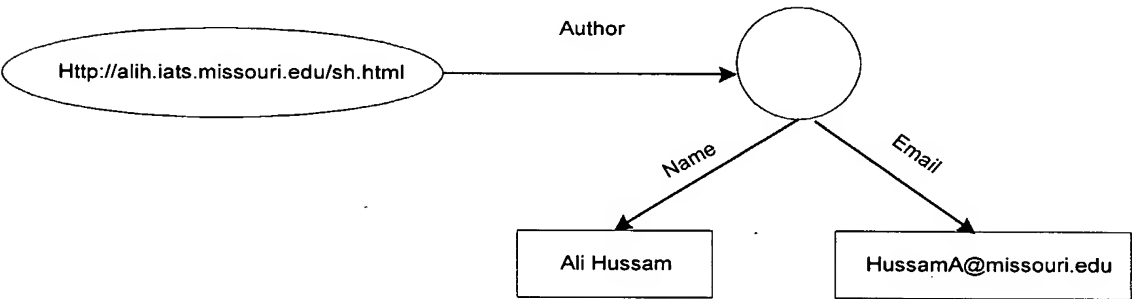 Author
Http://alih.iats.missouri.edu/sh.html
Name
Email
Ali Hussam
HussamA@missouri.edu